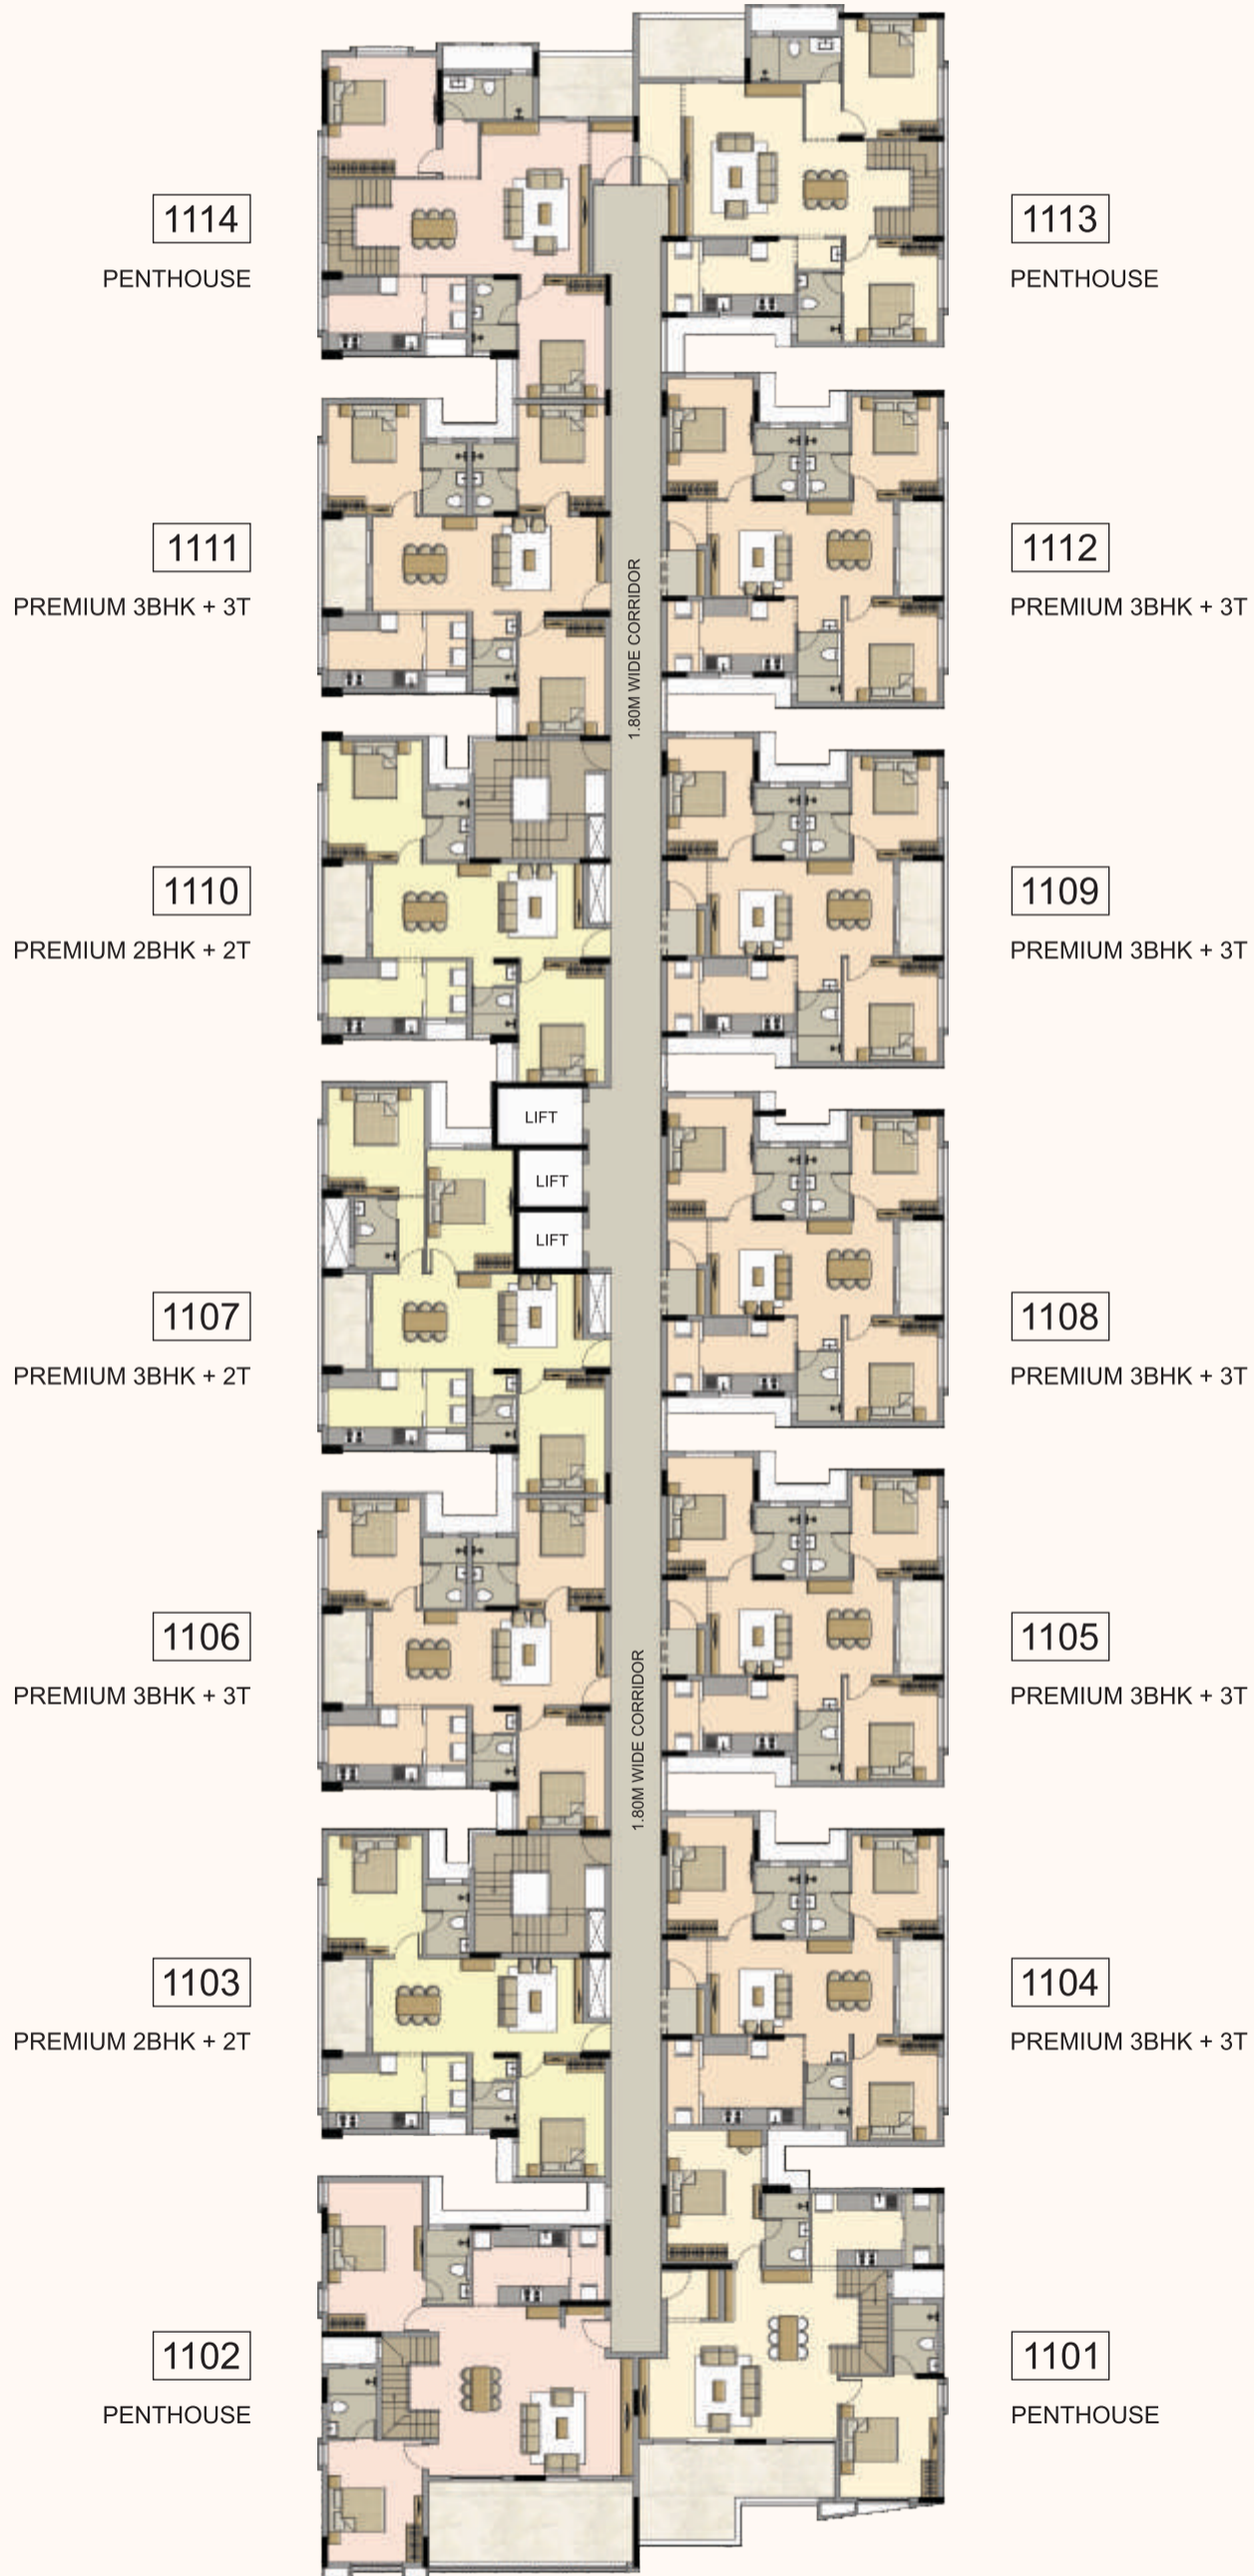 1114
PENTHOUSE
1113
PENTHOUSE
1111
PREMIUM 3BHK + 3T
1.80M WIDE CORRIDOR
1112
PREMIUM 3BHK + 3T
1110
PREMIUM 2BHK + 2T
1109
PREMIUM 3BHK + 3T
LIFT
LIFT
LIFT
1107
PREMIUM 3BHK + 2T
1108
PREMIUM 3BHK + 3T
1106
PREMIUM 3BHK + 3T
1.80M WIDE CORRIDOR
1105
PREMIUM 3BHK + 3T
1103
PREMIUM 2BHK + 2T
1104
PREMIUM 3BHK + 3T
1102
PENTHOUSE
1101
PENTHOUSE